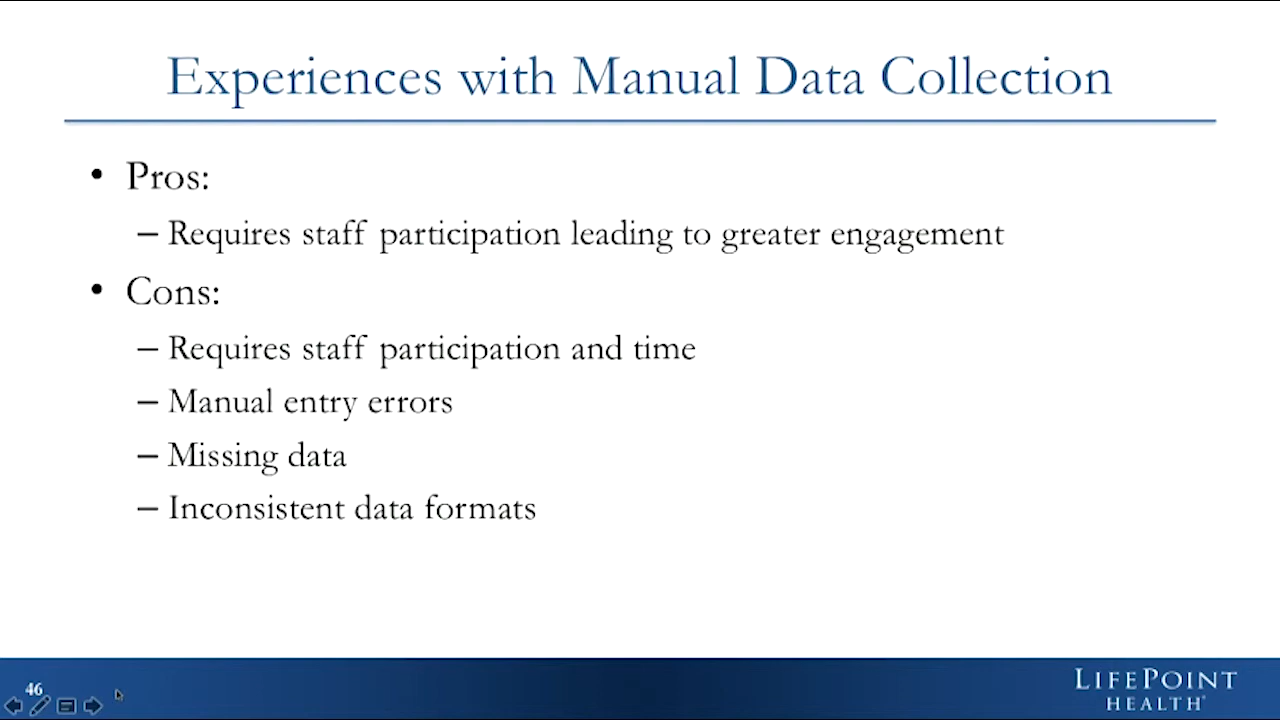 Experiences with Manual Data Collection
• Pros:
– Requires staff participation leading to greater engagement
• Cons:
– Requires staff participation and time
– Manual entry errors
– Missing data
– Inconsistent data formats
46
LIFEPOINT
HEALTH®